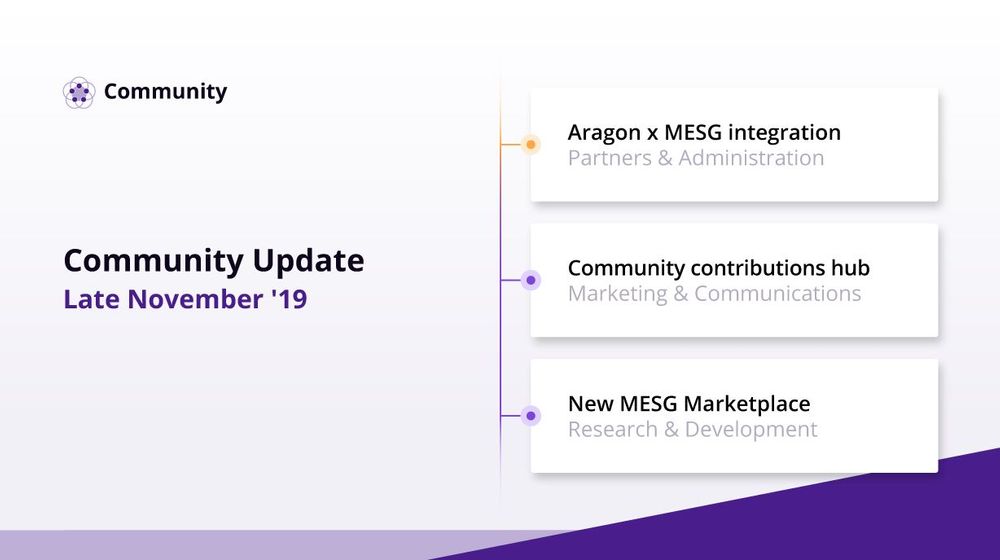 Community
Community Update
Late November '19
Aragon x MESG integration
Partners & Administration
Community contributions hub
Marketing & Communications
New MESG Marketplace
Research & Development